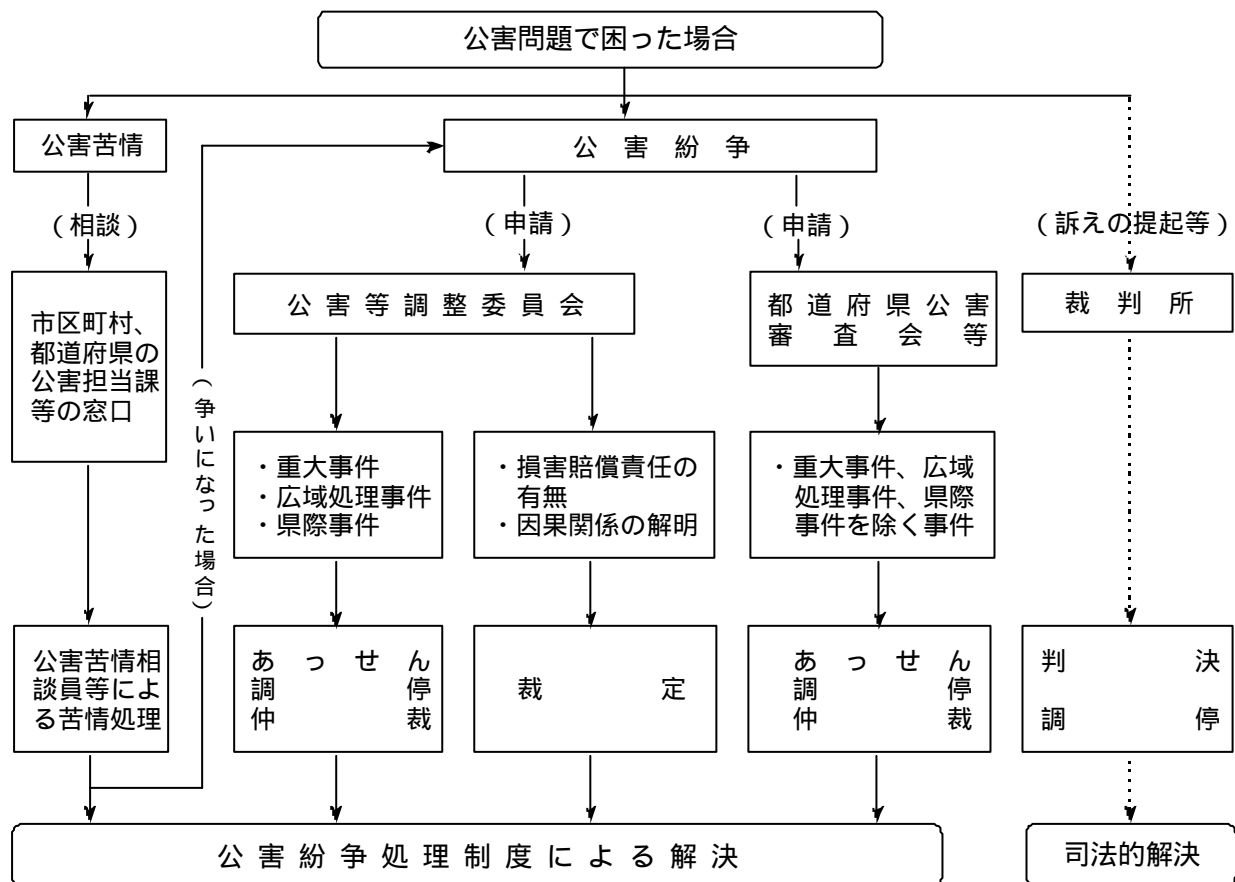 公害問題で困った場合
公害苦情
公害紛争
（相談）
（申請）
（申請）
（訴えの提起等）
市区町村、
都道府県の
公害担当課
等の窓口
公害等調整委員会
都道府県公害
審査会等
裁判所
（争いになった場合）
・重大事件
・広域処理事件
・県際事件
・損害賠償責任の
有無
・因果関係の解明
・重大事件、広域
処理事件、県際
事件を除く事件
公害苦情相
談員等によ
る苦情処理
あっせん
調停
仲裁
裁定
あっせん
調停
仲裁
判決
調停
公害紛争処理制度による解決
司法的解決